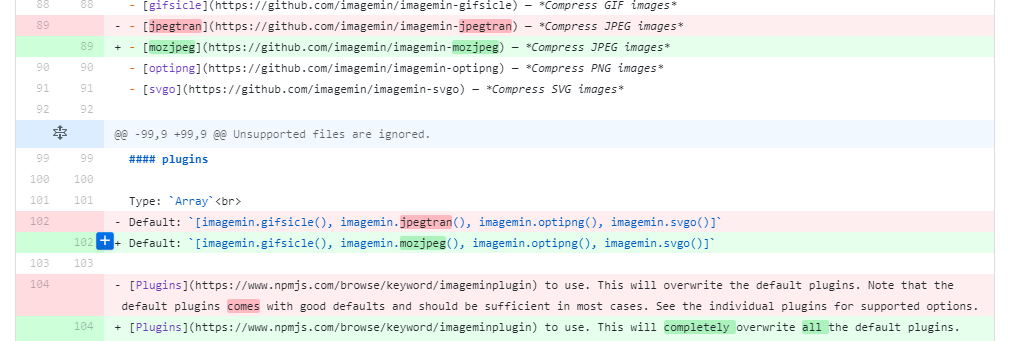 88 88 - [gifsicle](https://github.com/imagemin/imagemin-gifsicle) — *Compress GIF images*
89 - - [jpegtran](https://github.com/imagemin/imagemin-jpegtran) — *Compress JPEG images*
89 + - [mozjpeg](https://github.com/imagemin/imagemin-mozjpeg) — *Compress JPEG images*
90 90 - [optipng](https://github.com/imagemin/imagemin-optipng) — *Compress PNG images*
91 91 - [svgo](https://github.com/imagemin/imagemin-svgo) — *Compress SVG images*
92 92
@@ -99,9 +99,9 @@ Unsupported files are ignored.
99 99 #### plugins
100 100
101 101 Type: `Array`<br>
102 - Default: `[imagemin.gifsicle(), imagemin.jpegtran(), imagemin.optipng(), imagemin.svgo()]`
102 + Default: `[imagemin.gifsicle(), imagemin.mozjpeg(), imagemin.optipng(), imagemin.svgo()]`
103 103
104 - [Plugins](https://www.npmjs.com/browse/keyword/imageminplugin) to use. This will overwrite the default plugins. Note that the
default plugins comes with good defaults and should be sufficient in most cases. See the individual plugins for supported options.
104 + [Plugins](https://www.npmjs.com/browse/keyword/imageminplugin) to use. This will completely overwrite all the default plugins.